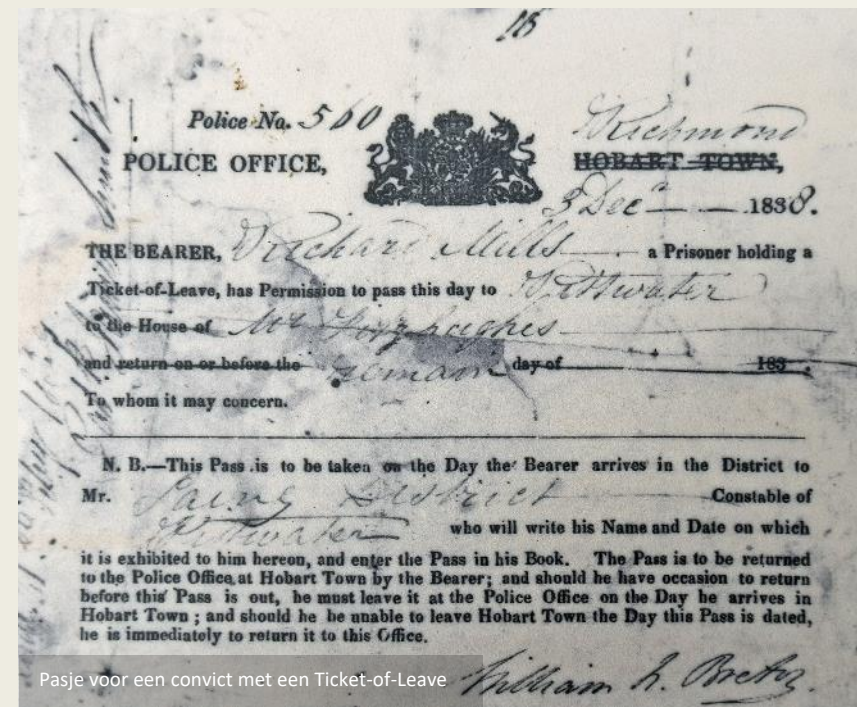 18
Police No. 560
POLICE OFFICE,
Richmond
HOBART TOWN,
3 Decr 1838.
THE BEARER, Richard Mills a Prisoner holding a
Ticket-of-Leave, has Permission to pass this day to Pittwater
to the House of Mr Fitzhughes
and return on or before the remain day of 183 .
To whom it may concern.
N. B.—This Pass is to be taken on the Day the Bearer arrives in the District to
Mr. Laing District Constable of
Pittwater who will write his Name and Date on which
it is exhibited to him hereon, and enter the Pass in his Book. The Pass is to be returned
to the Police Office, at Hobart Town by the Bearer; and should he have occasion to return
before this Pass is out, he must leave it at the Police Office on the Day he arrives in
Hobart Town ; and should he be unable to leave Hobart Town the Day this Pass is dated,
he is immediately to return it to this Office.
William
Pasje voor een convict met een Ticket-of-Leave